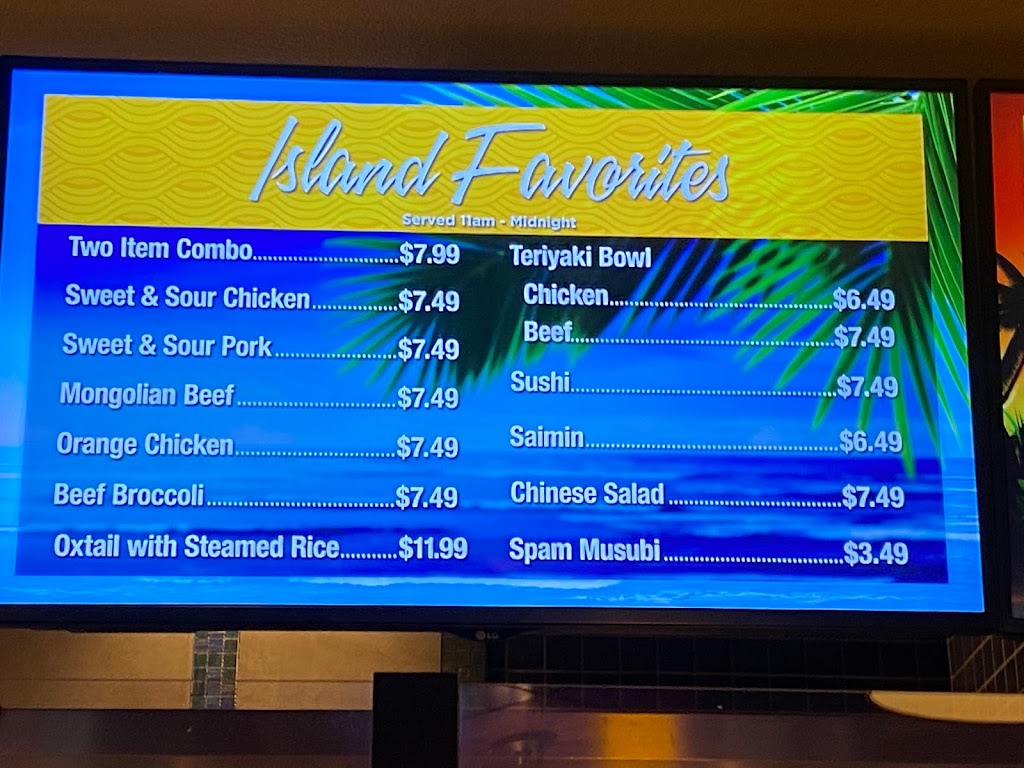 Island Favorites
Served 11am - Midnight
Two Item Combo..............................$7.99
Sweet & Sour Chicken.................$7.49
Sweet & Sour Pork.........................$7.49
Mongolian Beef................................$7.49
Orange Chicken................................$7.49
Beef Broccoli......................................$7.49
Oxtail with Steamed Rice..........$11.99
Teriyaki Bowl
Chicken.............................................$6.49
Beef.....................................................$7.49
Sushi.....................................................$7.49
Saimin..................................................$6.49
Chinese Salad..................................$7.49
Spam Musubi...................................$3.49
LG